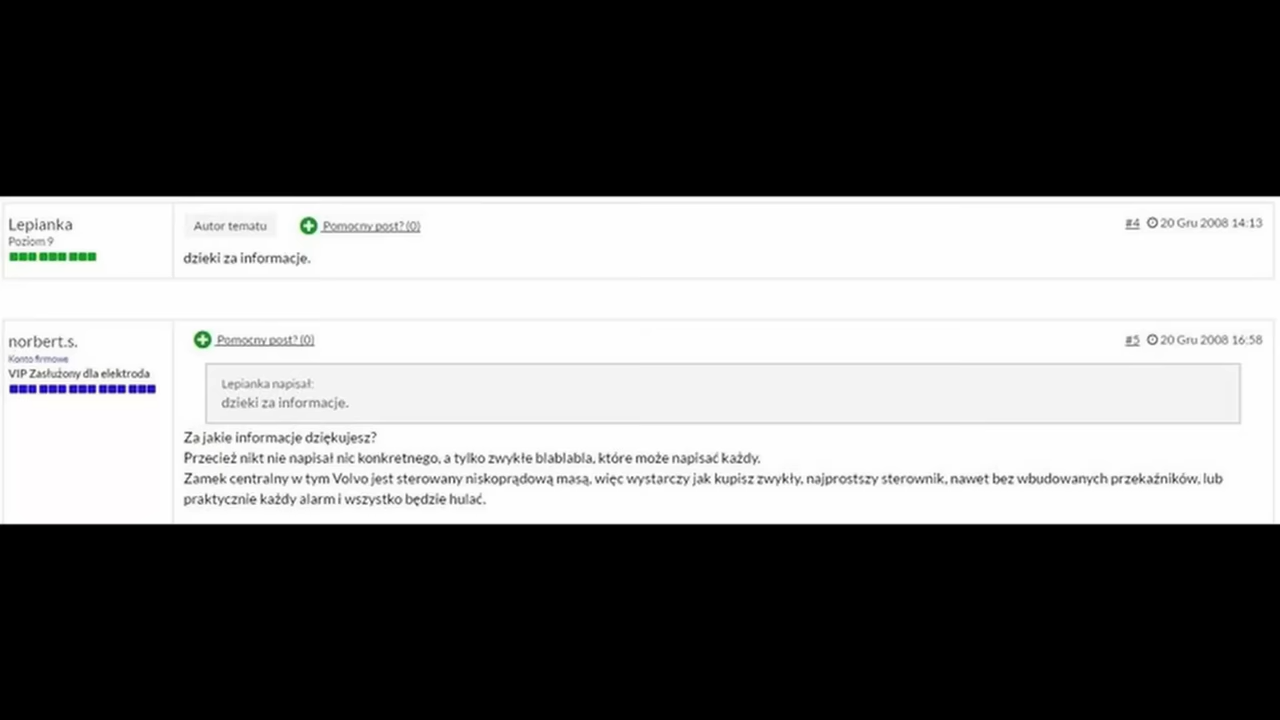 Lepianka
Poziom 9
Autor tematu
Pomocny post? (0)
#4 20 Gru 2008 14:13
dzieki za informacje.
norbert.s.
Konto firmowe
VIP Zasłużony dla elektroda
Pomocny post? (0)
#5 20 Gru 2008 16:58
Lepianka napisał:
dzieki za informacje.
Za jakie informacje dziękujesz?
Przecież nikt nie napisał nic konkretnego, a tylko zwykłe blablabla, które może napisać każdy.
Zamek centralny w tym Volvo jest sterowany niskoprądową masą, więc wystarczy jak kupisz zwykły, najprostszy sterownik, nawet bez wbudowanych przekaźników, lub
praktycznie każdy alarm i wszystko będzie hulać.